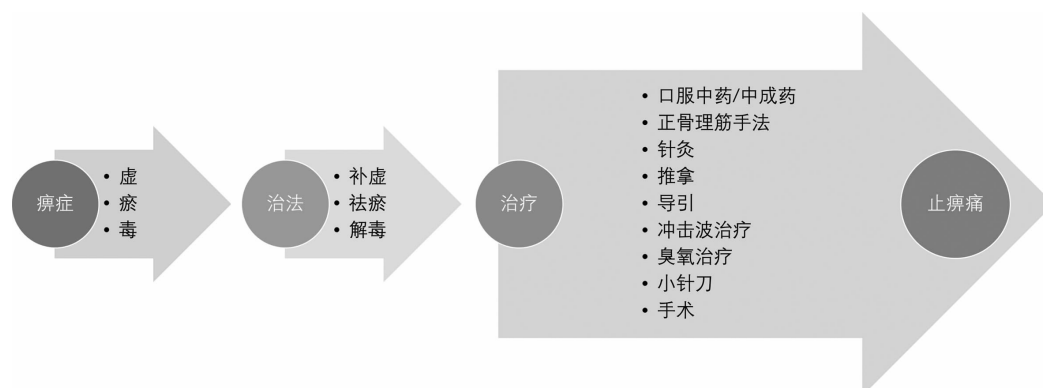 痹症
虚
瘀
毒
治法
补虚
祛瘀
解毒
治疗
口服中药/中成药
正骨理筋手法
针灸
推拿
导引
冲击波治疗
臭氧治疗
小针刀
手术
止痹痛